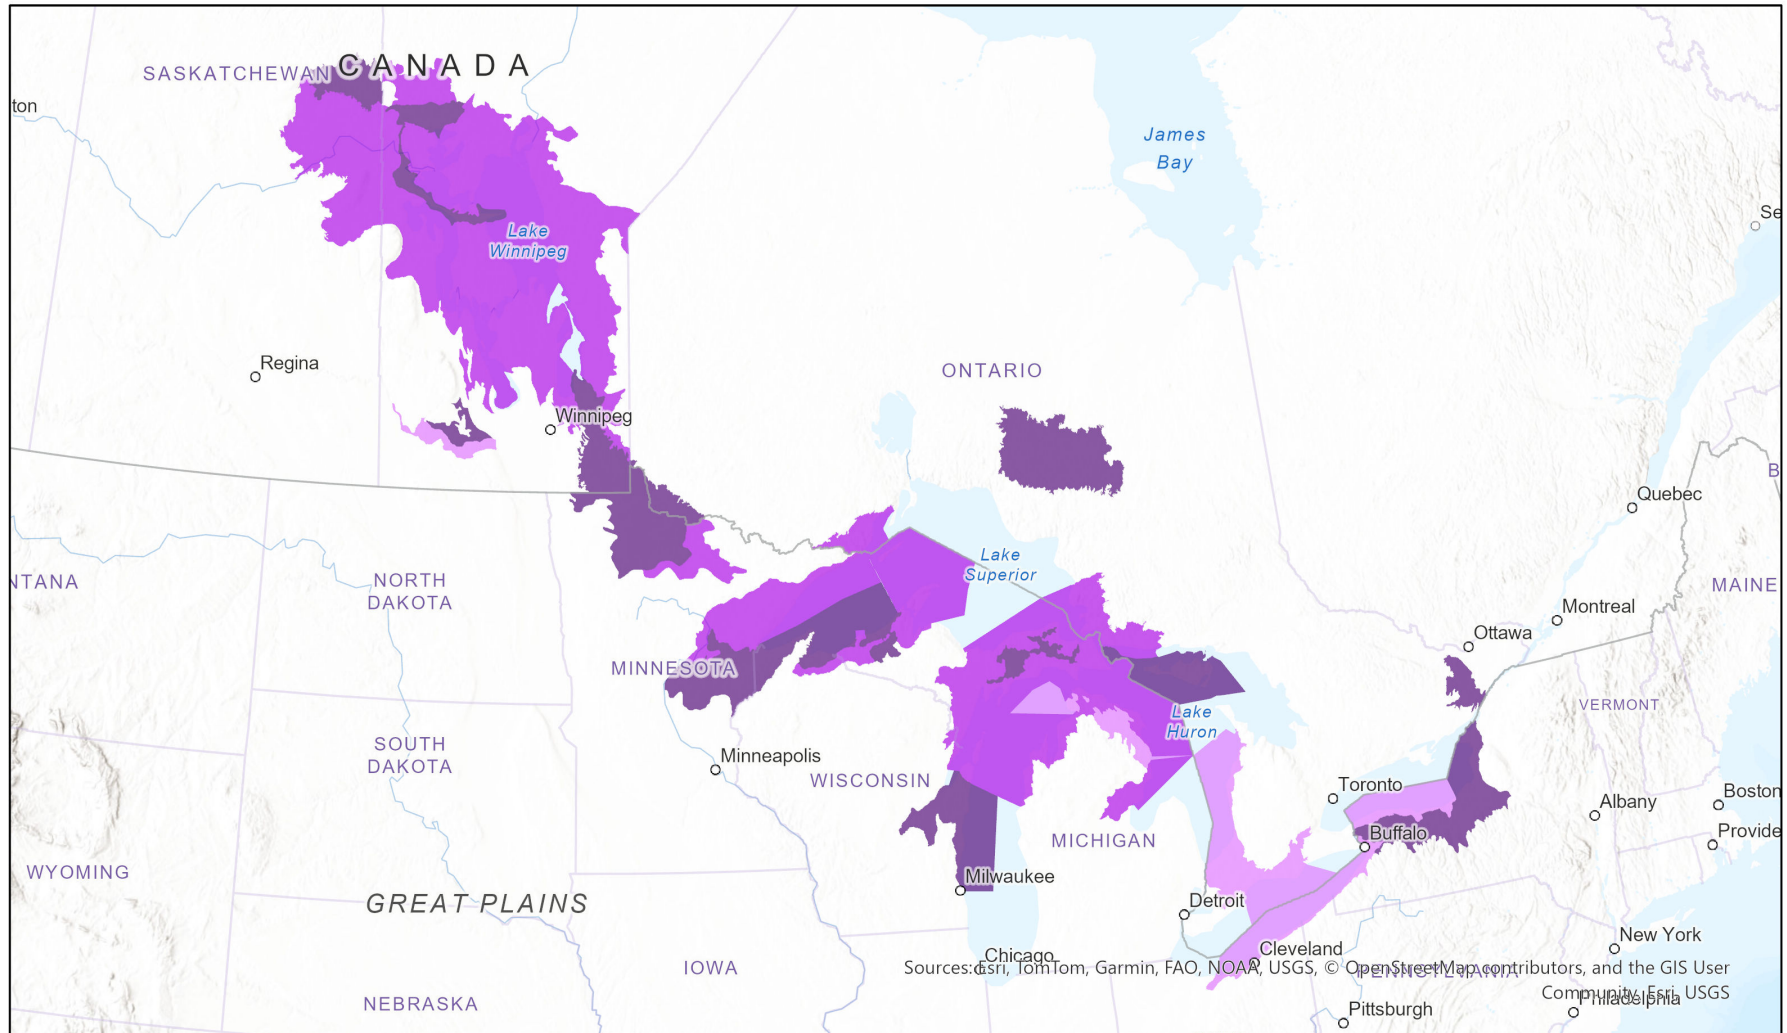 CANADA
SASKATCHEWAN
ton
James
Bay
Se
Lake
Winnipeg
Regina
ONTARIO
Winnipeg
B
Quebec
Lake
Superior
NTANA
NORTH
DAKOTA
MAINE
Montreal
Ottawa
MINNESOTA
VERMONT
Lake
Huron
SOUTH
DAKOTA
Minneapolis
WISCONSIN
Toronto
Boston
Albany
Buffalo
Provide
MICHIGAN
WYOMING
Milwaukee
GREAT PLAINS
Detroit
New York
Cleveland
Chicago
IOWA
Sources: Esri, TomTom, Garmin, FAO, NOAA, USGS, © OpenStreetMap contributors, and the GIS User
PENNSYLVANIA
Community, Esri, USGS
Philadelphia
NEBRASKA
Pittsburgh